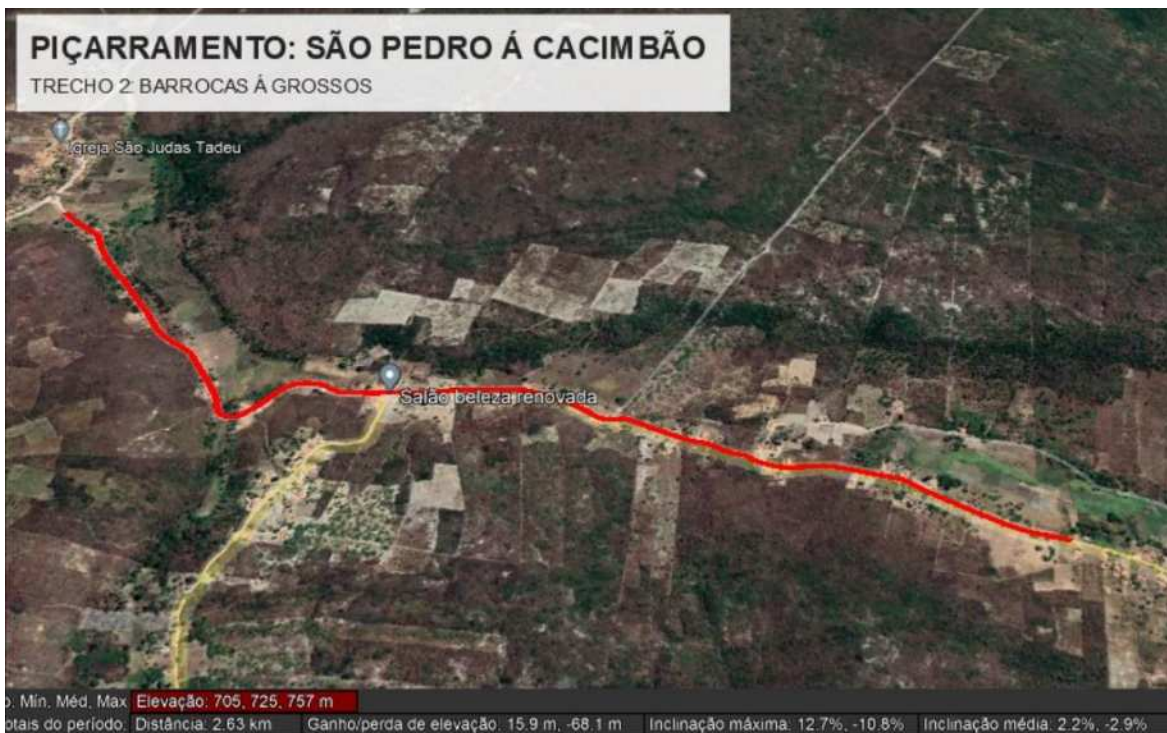 PIÇARRAMENTO: SÃO PEDRO Á CACIMBÃO
TRECHO 2: BARROCAS Á GROSSOS
Igreja São Judas Tadeu
Salão beleza renovada
o: Mín, Méd, Max Elevação: 705, 725, 757 m
otais do período: Distância: 2.63 km Ganho/perda de elevação: 15.9 m, -68.1 m Inclinação máxima: 12.7%, -10.8% Inclinação média: 2.2%, -2.9%